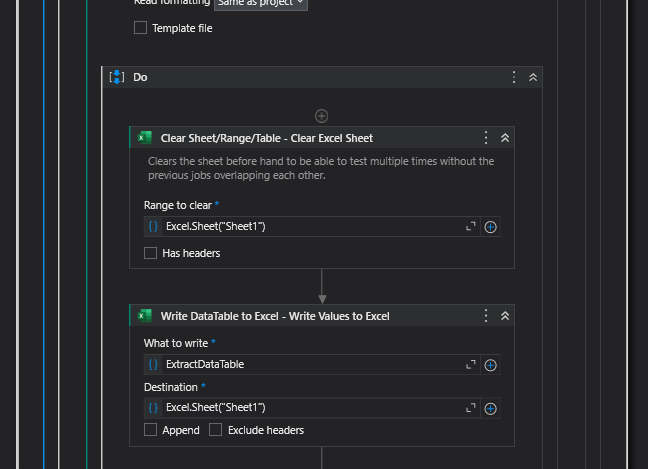 Read formatting Same as project
Template file
Do
Clear Sheet/Range/Table - Clear Excel Sheet
Clears the sheet before hand to be able to test multiple times without the
previous jobs overlapping each other.
Range to clear *
Excel.Sheet("Sheet1")
Has headers
Write DataTable to Excel - Write Values to Excel
What to write *
ExtractDataTable
Destination *
Excel.Sheet("Sheet1")
Append Exclude headers